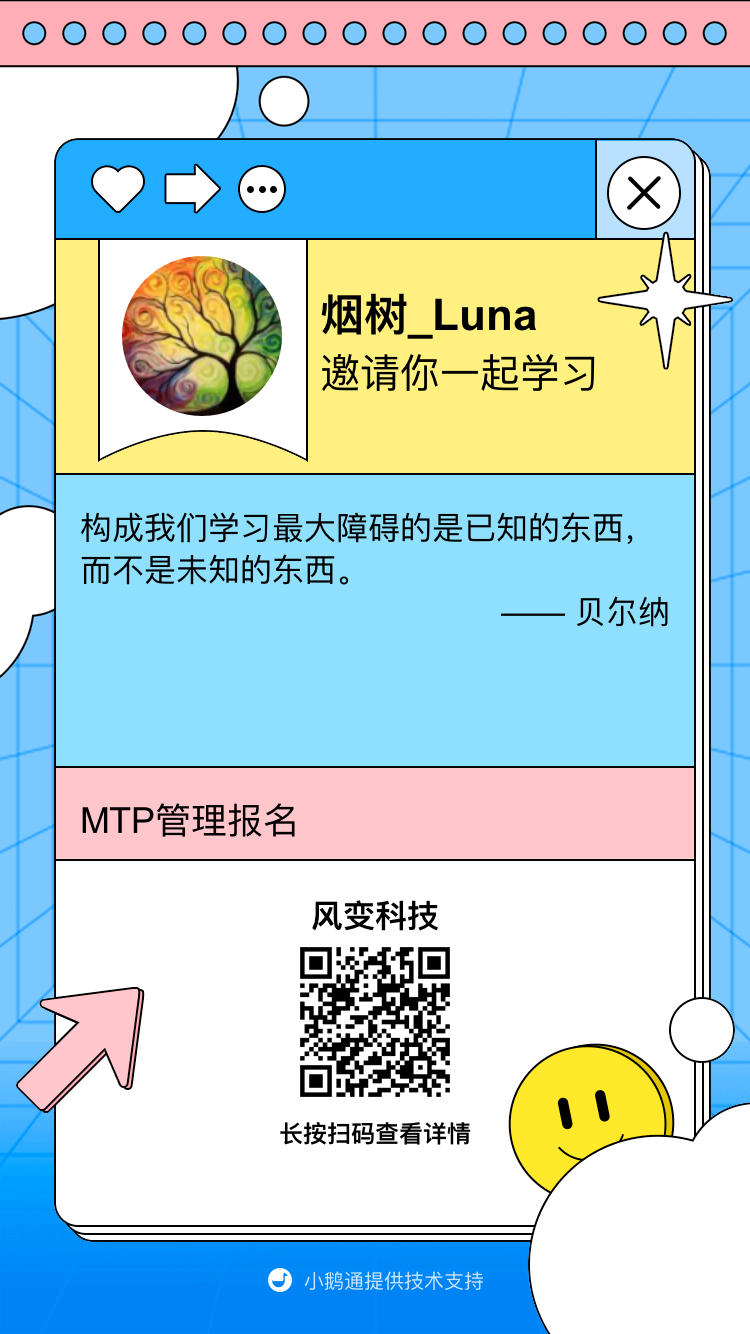 烟树_Luna
邀请你一起学习
构成我们学习最大障碍的是已知的东西，
而不是未知的东西。
—— 贝尔纳
MTP管理报名
风变科技
长按扫码查看详情
小鹅通提供技术支持